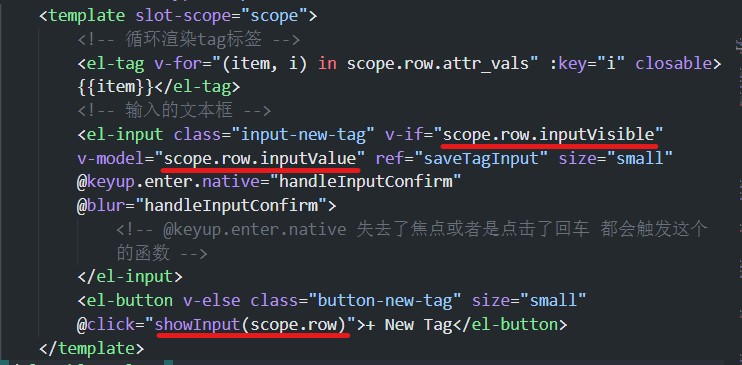 <template slot-scope="scope">
<!-- 循环渲染tag标签 -->
<el-tag v-for="(item, i) in scope.row.attr_vals" :key="i" closable>
{{item}}</el-tag>
<!-- 输入的文本框 -->
<el-input class="input-new-tag" v-if="scope.row.inputVisible"
v-model="scope.row.inputValue" ref="saveTagInput" size="small"
@keyup.enter.native="handleInputConfirm"
@blur="handleInputConfirm">
<!-- @keyup.enter.native 失去了焦点或者是点击了回车 都会触发这个
的函数 -->
</el-input>
<el-button v-else class="button-new-tag" size="small"
@click="showInput(scope.row)">+ New Tag</el-button>
</template>